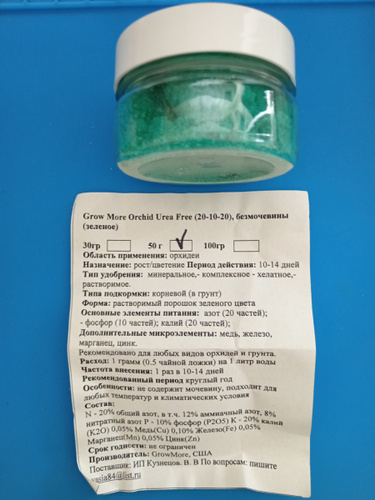 Grow More Orchid Urea Free (20-10-20), безмочевины
(зеленое)
30гр 50 г 100гр
Область применения: орхидеи
Назначение: рост/цветение Период действия: 10-14 дней
Тип удобрения: минеральное,- комплексное - хелатное,-
растворимое.
Типа подкормки: корневой (в грунт)
Форма: растворимый порошок зеленого цвета
Основные элементы питания: азот (20 частей);
- фосфор (10 частей); калий (20 частей);
Дополнительные микроэлементы: медь, железо,
марганец, цинк.
Рекомендовано для любых видов орхидей и грунта.
Расход: 1 грамм (0.5 чайной ложки) на 1 литр воды
Частота внесения: 1 раз в 10-14 дней
Рекомендованный период круглый год
Особенности: не содержит мочевину, подходит для
любых температур и климатических условия
Состав:
N - 20% общий азот, в т.ч. 12% аммиачный азот, 8%
нитратный азот P - 10% фосфор (P2O5) K - 20% калий
(K2O) 0,05% Медь(Cu) 0,10% Железо(Fe) 0,05%
Марганец(Mn) 0,05% Цинк(Zn)
Срок годности: не ограничен
Производитель: GrowMore, США
Поставщик: ИП Кузнецов. В. В По вопросам: пишите
vasia84@list.ru